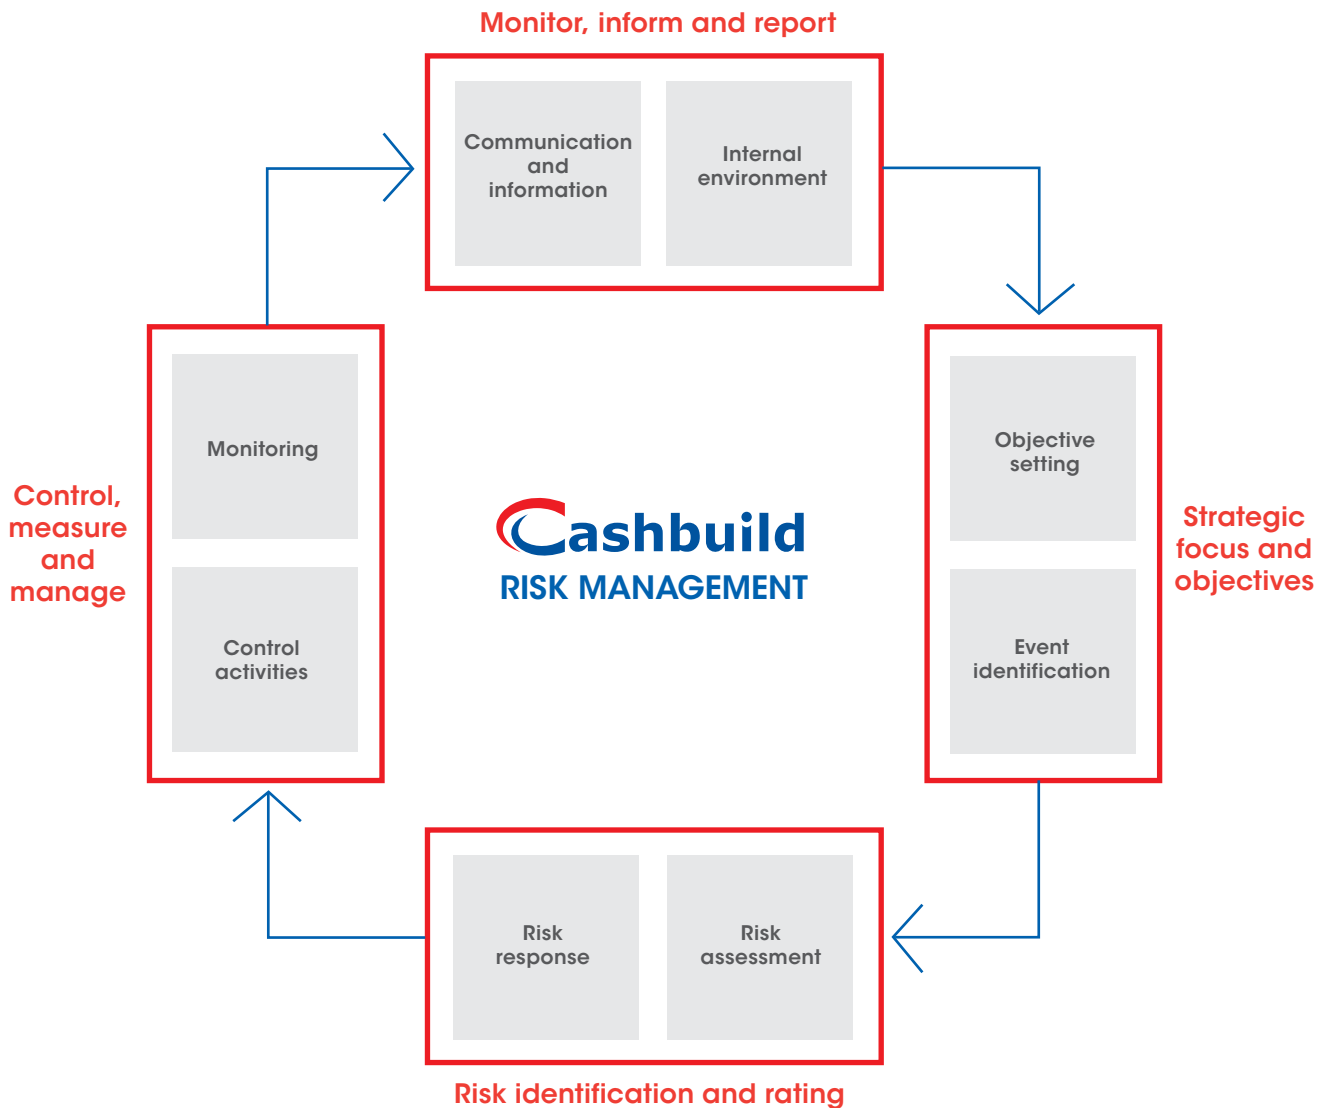 Monitor, inform and report
Communication
and
information
Internal
environment
Monitoring
Control
activities
Control,
measure
and
manage
Cashbuild
RISK MANAGEMENT
Objective
setting
Event
identification
Strategic
focus and
objectives
Risk
response
Risk
assessment
Risk identification and rating